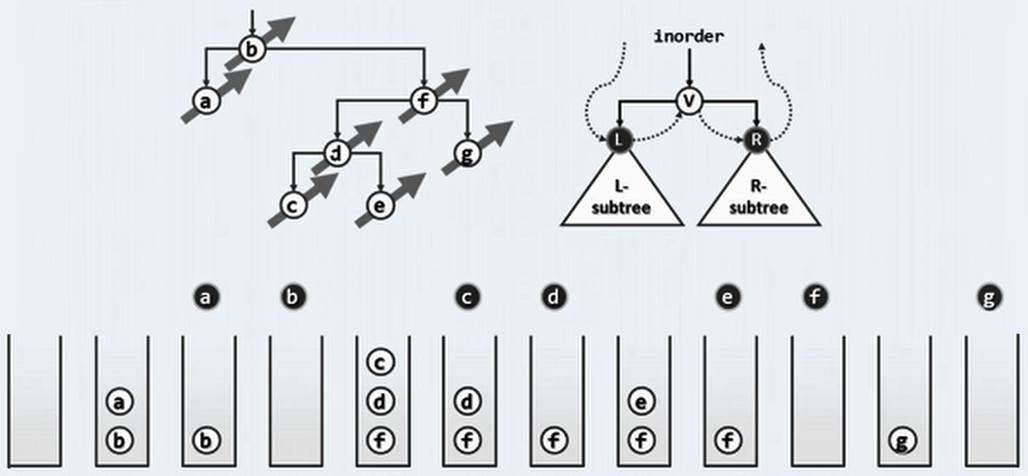 b
a
f
d
g
c
e
inorder
V
L
R
L-
subtree
R-
subtree
a b c d e f g
c
a d d e
b b f f f f f g